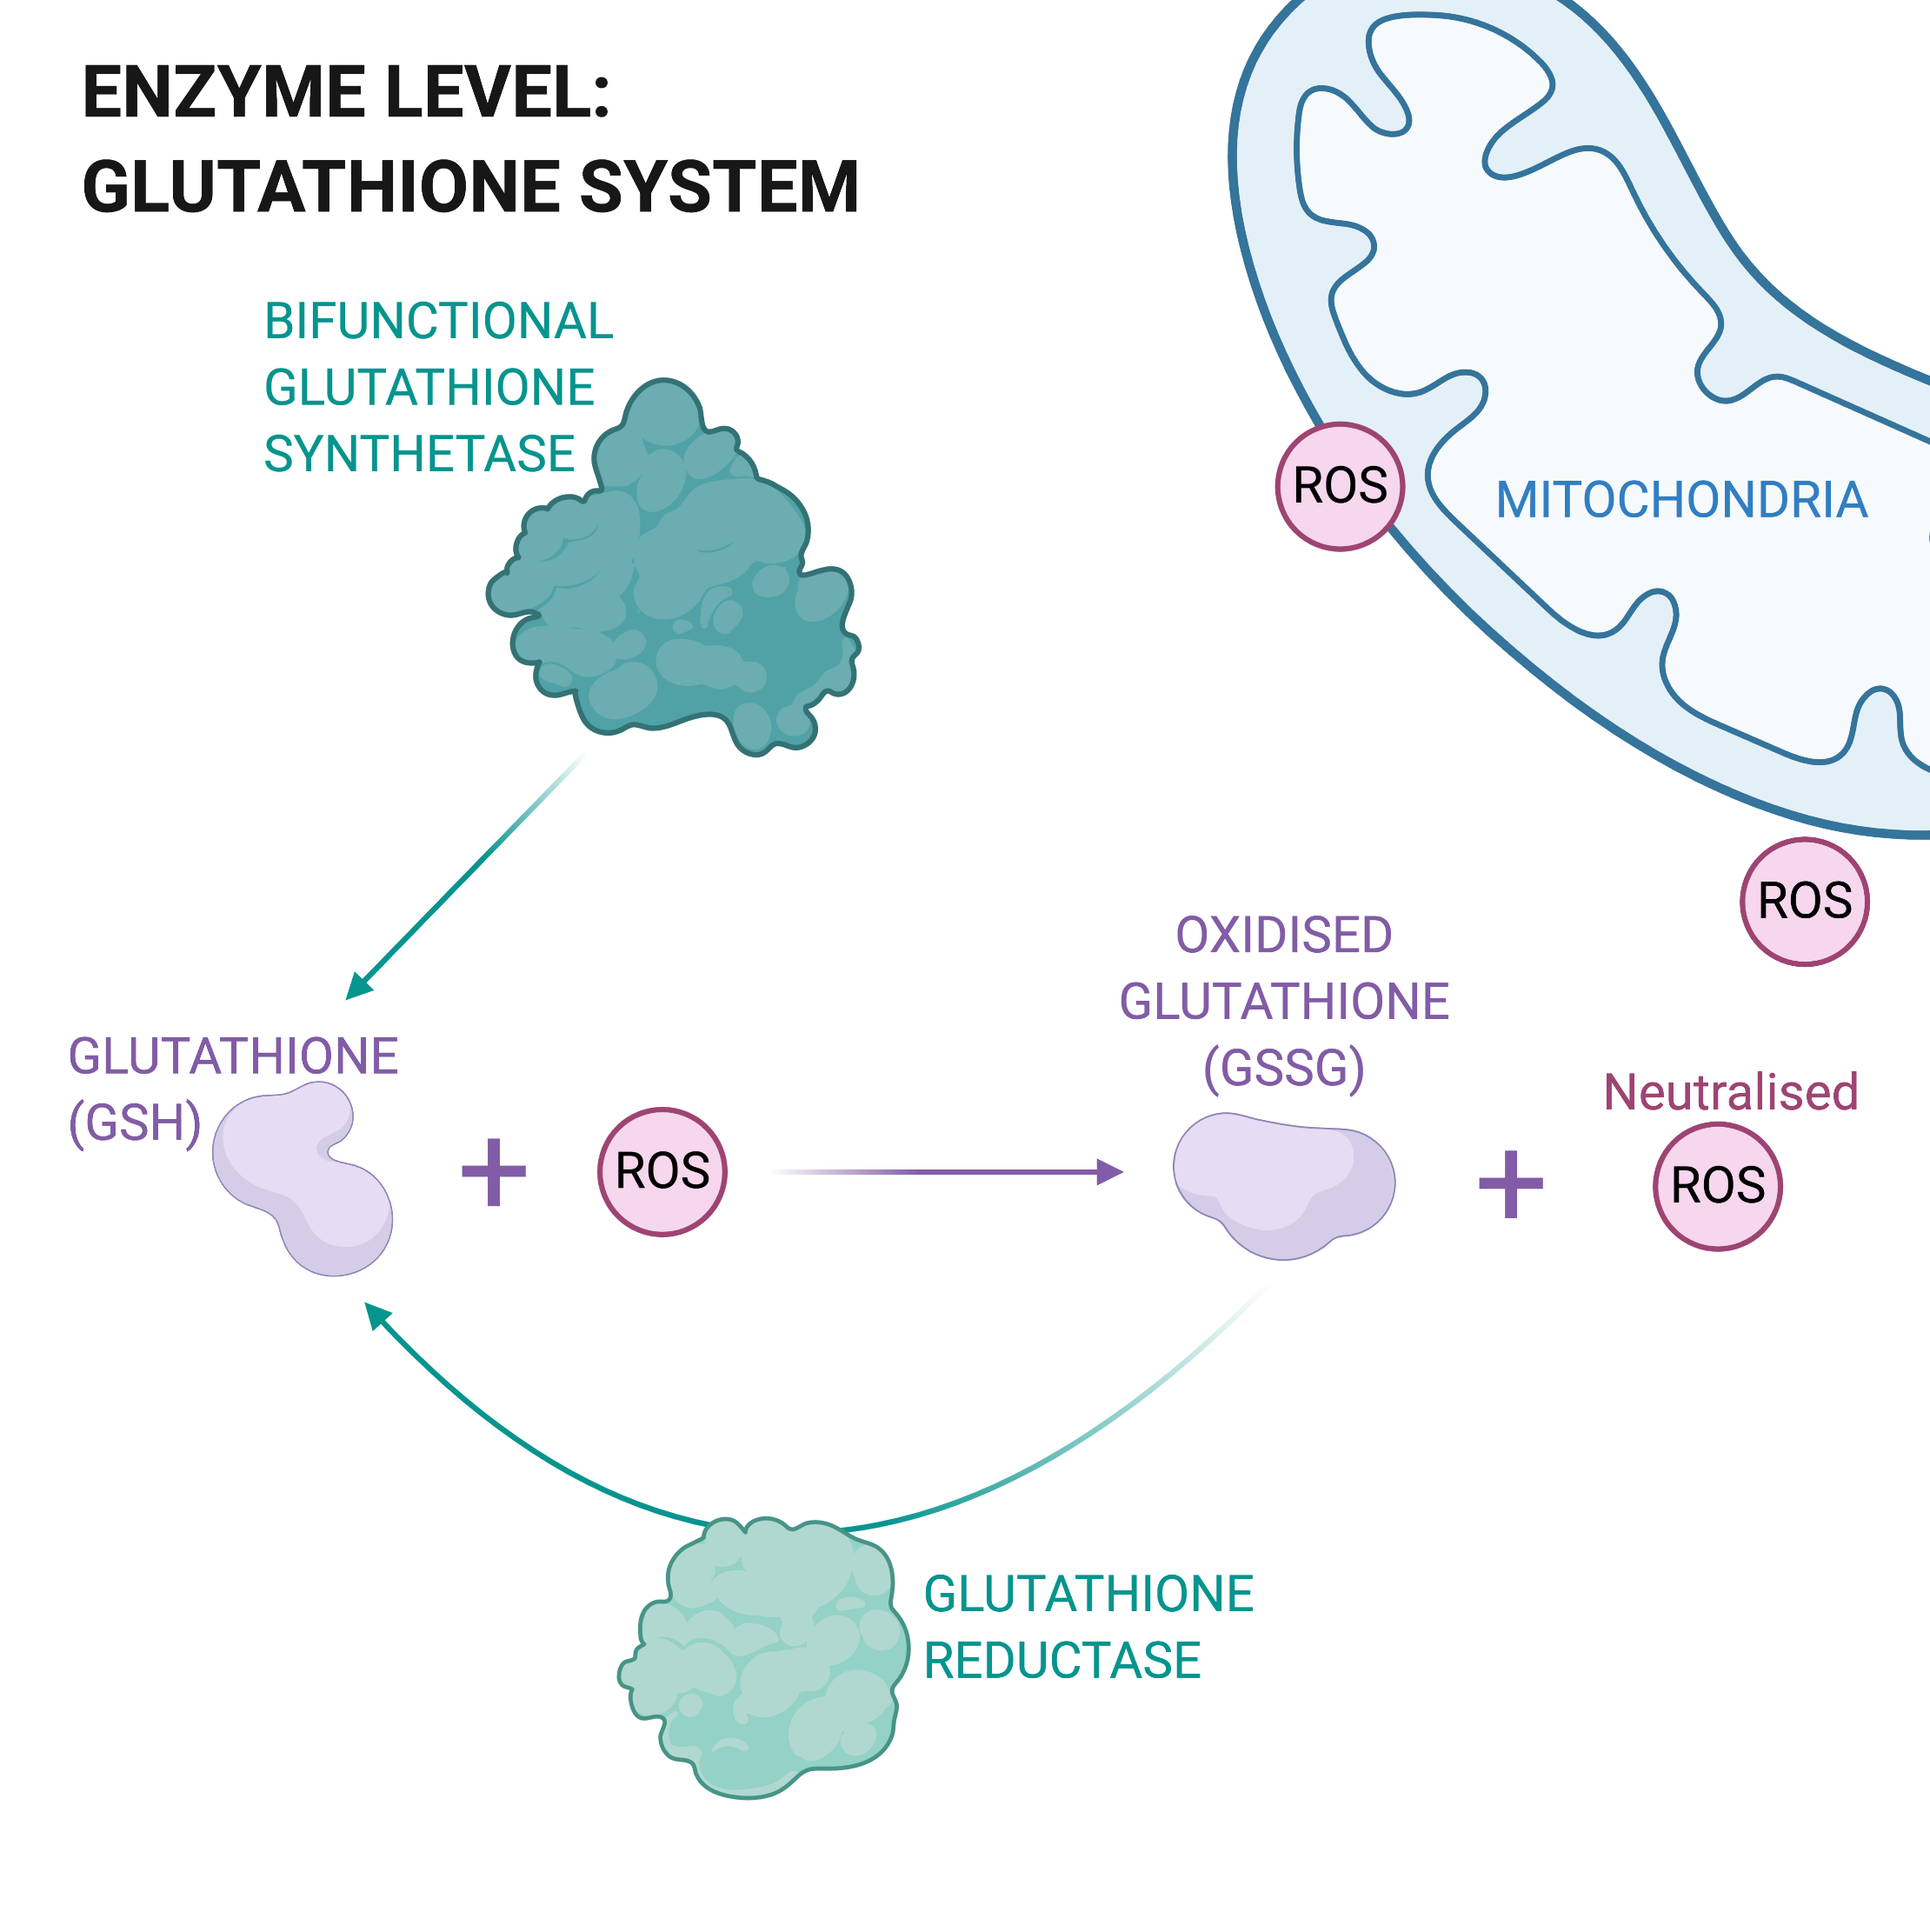 ENZYME LEVEL:
GLUTATHIONE SYSTEM
BIFUNCTIONAL
GLUTATHIONE
SYNTHETASE
ROS
MITOCHONDRIA
ROS
OXIDISED
GLUTATHIONE
(GSSG)
GLUTATHIONE
(GSH)
ROS
Neutralised
ROS
GLUTATHIONE
REDUCTASE